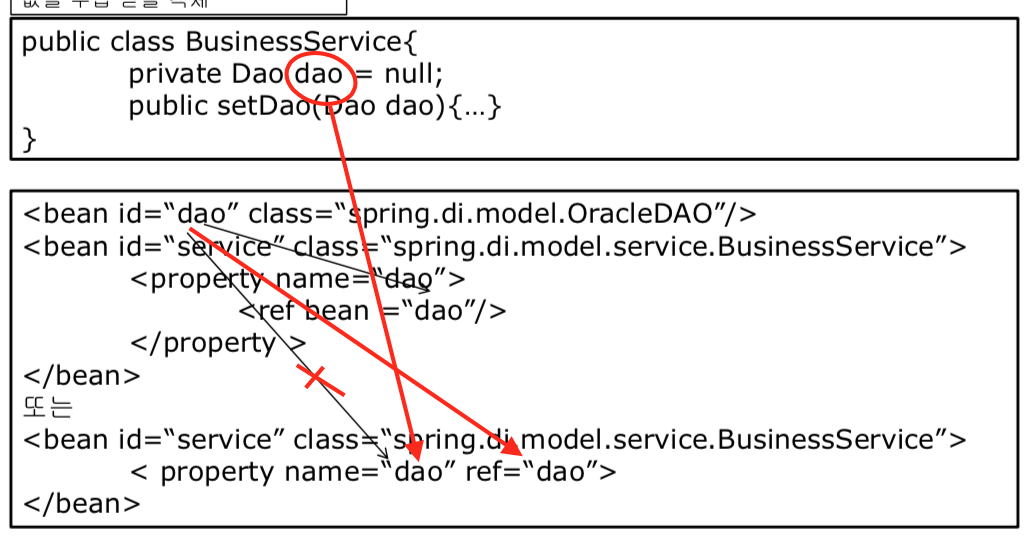 public class BusinessService{
private Dao dao = null;
public setDao(Dao dao){...}
}
<bean id=“dao” class=“spring.di.model.OracleDAO”/>
<bean id=“service” class=“spring.di.model.service.BusinessService”>
<property name=“dao”>
<ref bean =“dao”/>
</property >
</bean>
또는
<bean id=“service” class=“spring.di.model.service.BusinessService”>
< property name=“dao” ref=“dao”>
</bean>